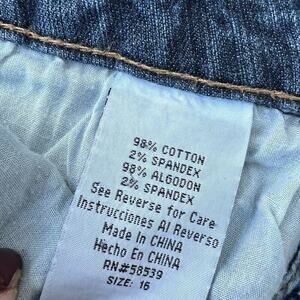 98% COTTON
2% SPANDEX
98% ALGODON
2% SPANDEX
See Reverse for Care
Instrucciones Al Reverso
Made In CHINA
Hecho En CHINA
RN#58539
SIZE: 16